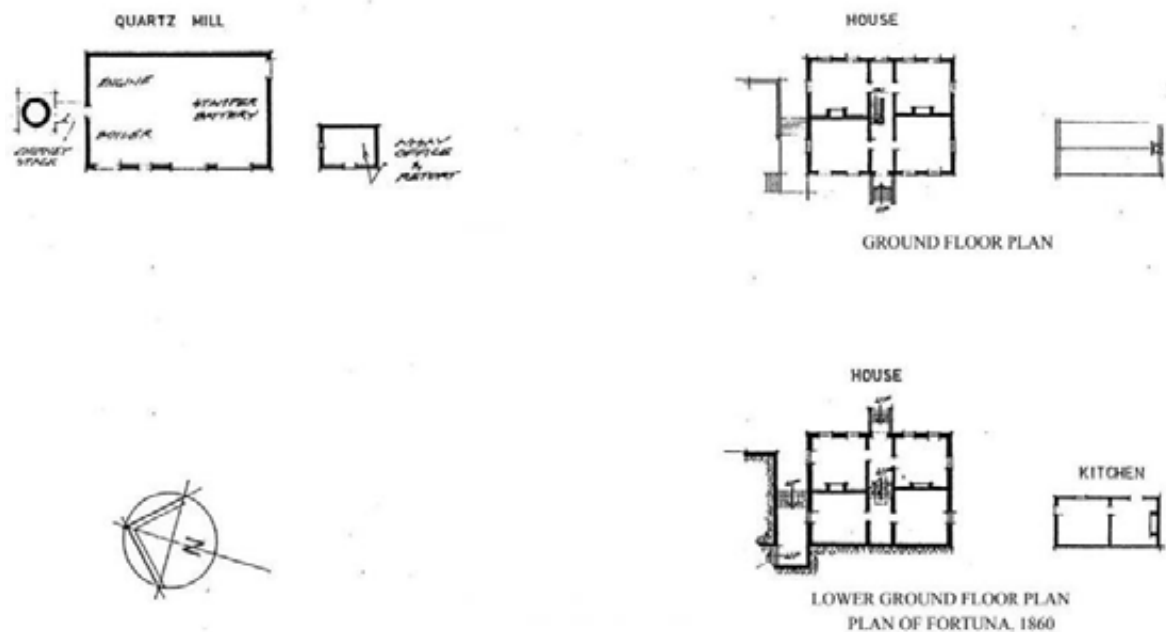 QUARTZ MILL
HOUSE
ENGINE
STAMPER
BATTERY
BOILER
CHIMNEY
STACK
ASSAY
OFFICE
&
RETORT
GROUND FLOOR PLAN
HOUSE
KITCHEN
N
LOWER GROUND FLOOR PLAN
PLAN OF FORTUNA, 1860